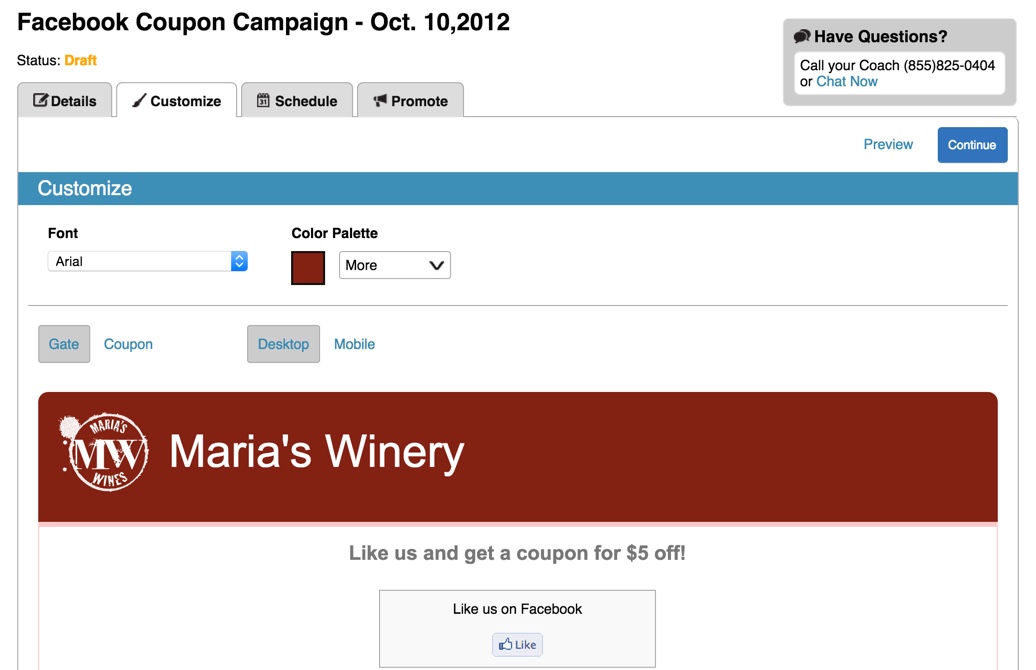 Facebook Coupon Campaign - Oct. 10,2012
Status: Draft
Have Questions?
Call your Coach (855)825-0404
or Chat Now
Details
Customize
31 Schedule
Promote
Preview
Continue
Customize
Font
Color Palette
Arial
More
Gate
Coupon
Desktop
Mobile
MARIA'S
MW
WINES
Maria's Winery
Like us and get a coupon for $5 off!
Like us on Facebook
Like